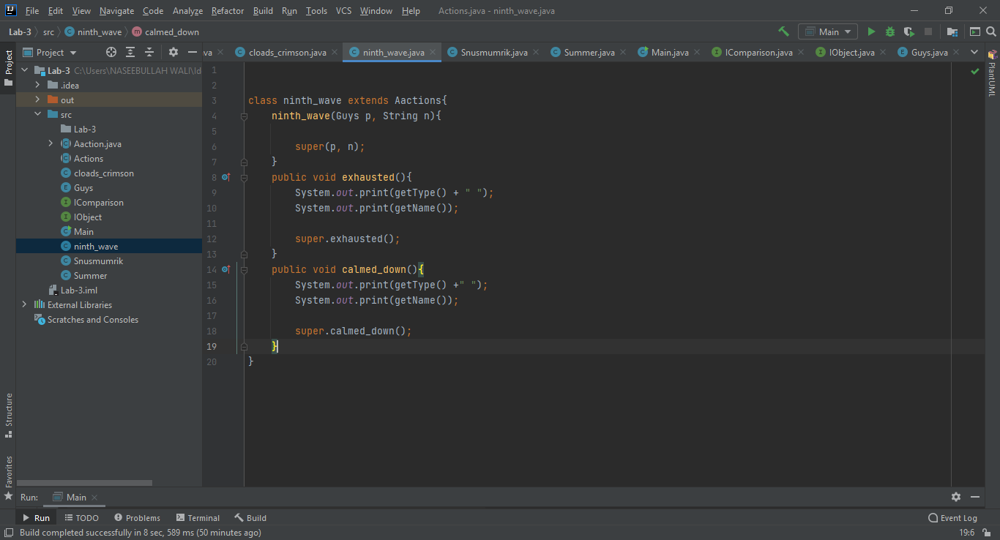 File Edit View Navigate Code Analyze Refactor Build Run Tools VCS Window Help Actions.java - ninth_wave.java
Lab-3 src ninth_wave calmed_down Main
Project
va cloads_crimson.java ninth_wave.java Snusmumrik.java Summer.java Main.java IComparison.java IObject.java Guys.java
Project
PlantUML
Lab-3 C:\Users\NASEEBULLAH WALI\Id
.idea
out
src
Lab-3
Aaction.java
Actions
cloads_crimson
Guys
IComparison
IObject
Main
ninth_wave
Snusmumrik
Summer
Lab-3.iml
External Libraries
Scratches and Consoles
1
2
3 class ninth_wave extends Aactions{
4 ninth_wave(Guys p, String n){
5
6 super(p, n);
7 }
8 public void exhausted(){
9 System.out.print(getType() + " ");
10 System.out.print(getName());
11
12 super.exhausted();
13 }
14 public void calmed_down(){
15 System.out.print(getType() +" ");
16 System.out.print(getName());
17
18 super.calmed_down();
19 }
20 }
Structure
Favorites
Run: Main
Run TODO Problems Terminal Build Event Log
Build completed successfully in 8 sec, 589 ms (50 minutes ago) 19:6